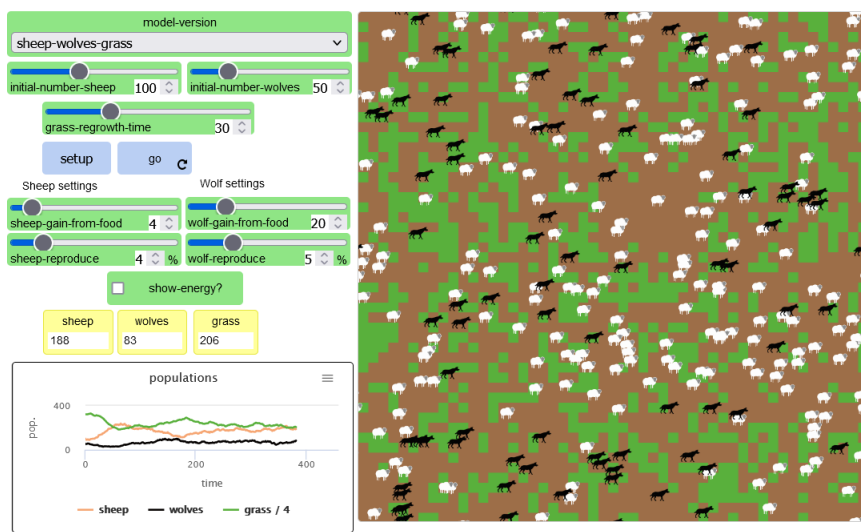 model-version
sheep-wolves-grass
initial-number-sheep 100
initial-number-wolves 50
grass-regrowth-time 30
setup
go
Sheep settings
Wolf settings
sheep-gain-from-food 4
wolf-gain-from-food 20
sheep-reproduce 4 %
wolf-reproduce 5 %
show-energy?
sheep
188
wolves
83
grass
206
populations
pop.
400
0
0
200
400
time
sheep
wolves
grass / 4